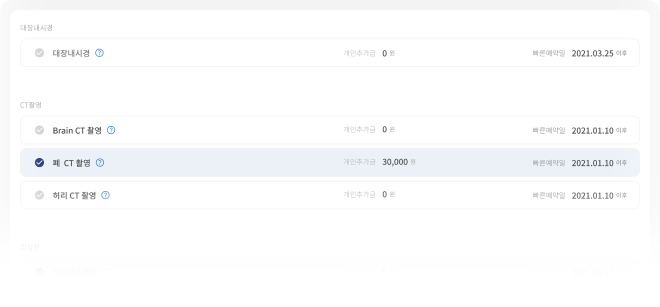 대장내시경
대장내시경 ? 개인추가금 0 원 빠른예약일 2021.03.25 이후
CT촬영
Brain CT 촬영 ? 개인추가금 0 원 빠른예약일 2021.01.10 이후
폐 CT 촬영 ? 개인추가금 30,000 원 빠른예약일 2021.01.10 이후
허리 CT 촬영 ? 개인추가금 0 원 빠른예약일 2021.01.10 이후